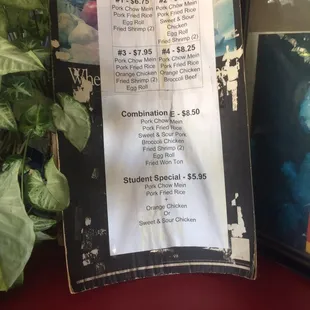 #1 - $6.75
Pork Chow Mein
Pork Fried Rice
Egg Roll
Fried Shrimp (2)
Pork Chow Mein
Pork Fried Rice
Sweet & Sour
Chicken
Egg Roll
Fried Shrimp (2)
#3 - $7.95
Pork Chow Mein
Pork Fried Rice
Orange Chicken
Fried Shrimp (2)
Egg Roll
#4 - $8.25
Pork Chow Mein
Pork Fried Rice
Orange Chicken
Broccoli Beef
Combination E - $8.50
Pork Chow Mein
Pork Fried Rice
Sweet & Sour Pork
Broccoli Chicken
Fried Shrimp (2)
Egg Roll
Fried Won Ton
Student Special - $5.95
Pork Chow Mein
Pork Fried Rice
+
Orange Chicken
Or
Sweet & Sour Chicken